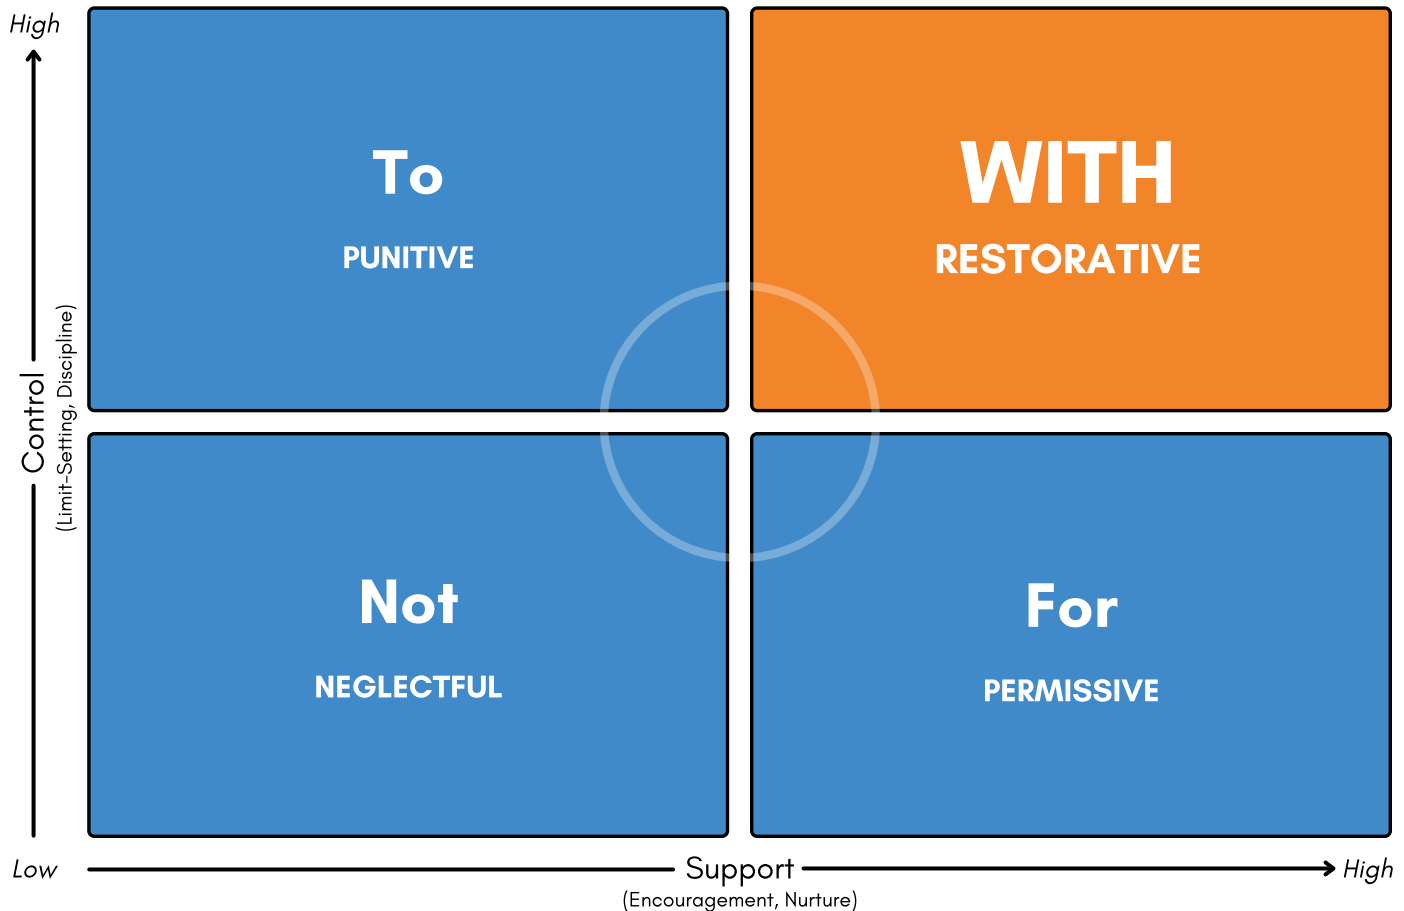 High
To
PUNITIVE
WITH
RESTORATIVE
Control
(Limit-Setting, Discipline)
Not
NEGLECTFUL
For
PERMISSIVE
Low
Support
High
(Encouragement, Nurture)